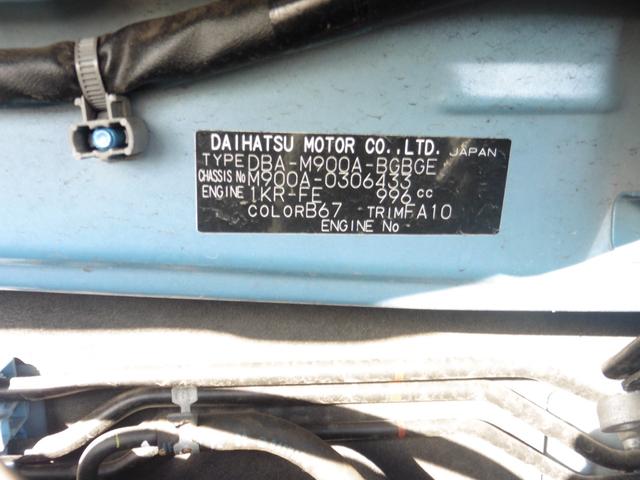 DAIHATSU MOTOR CO.,LTD. JAPAN
TYPE DBA-M900A-BGBGE
CHASSIS No M900A-0306433
ENGINE 1KR-FE 996 cc
COLOR B67 TRIM FA10
ENGINE No